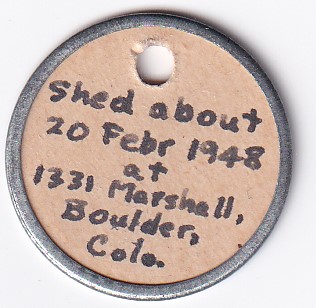 Shed about
20 Febr 1948
at
1331 Marshall,
Boulder,
Colo.